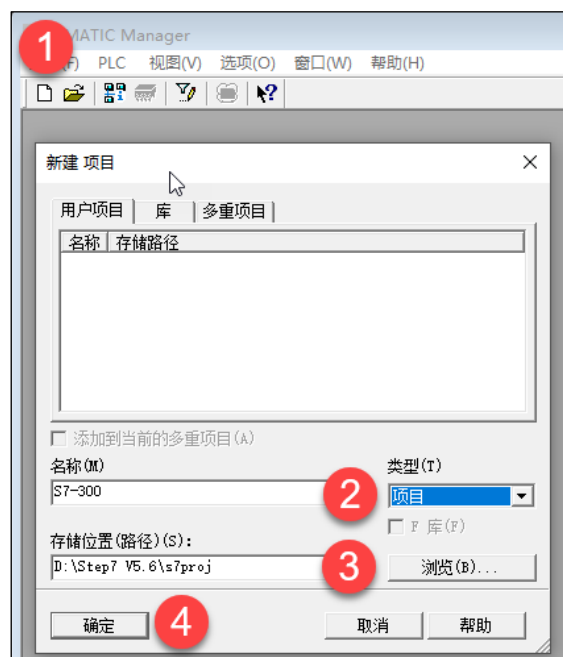 1
MATIC Manager
(F) PLC 视图(V) 选项(O) 窗口(W) 帮助(H)
新建 项目
用户项目 库 多重项目
名称 存储路径
添加到当前的多重项目(A)
名称(M) 类型(T)
S7-300 2 项目
F 库(F)
存储位置(路径)(S):
D:\Step7 V5.6\s7proj 3 浏览(B)...
确定 4 取消 帮助